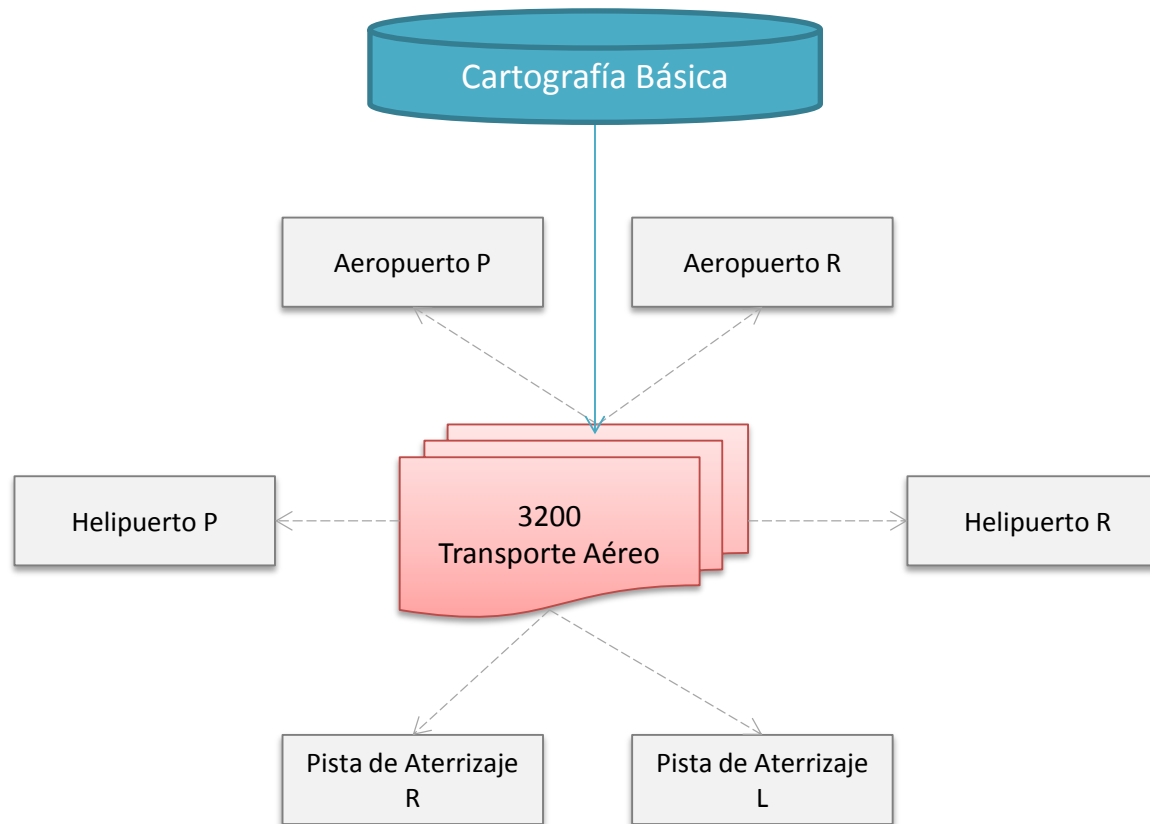 Cartografía Básica
Aeropuerto P
Aeropuerto R
Helipuerto P
3200
Transporte Aéreo
Helipuerto R
Pista de Aterrizaje
R
Pista de Aterrizaje
L